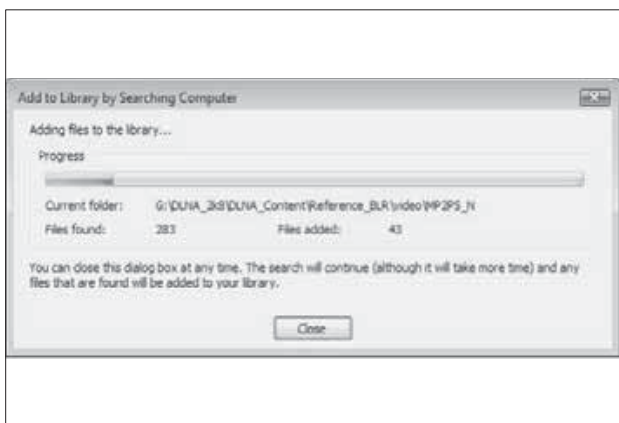 Add to Library by Searching Computer
Adding files to the library...
Progress
Current folder: G:\DLNA_2k8\DLNA_Content\Reference_BLR\video\MP2PS_N
Files found: 283 Files added: 43
You can close this dialog box at any time. The search will continue (although it will take more time) and any
files that are found will be added to your library.
Close